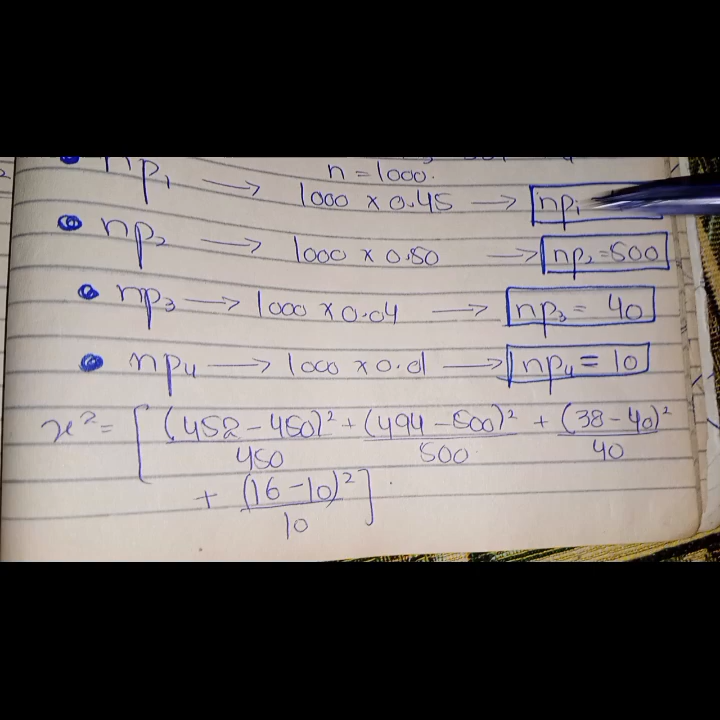 n = 1000.
np₁ → 1000 × 0.45 → np₁
np₂ → 1000 × 0.50 → np₂ = 500
np₃ → 1000 × 0.04 → np₃ = 40
np₄ → 1000 × 0.01 → np₄ = 10
x² = [ (452 - 450)² + (494 - 500)² + (38 - 40)²
450 500 40
+ (16 - 10)² ]
10